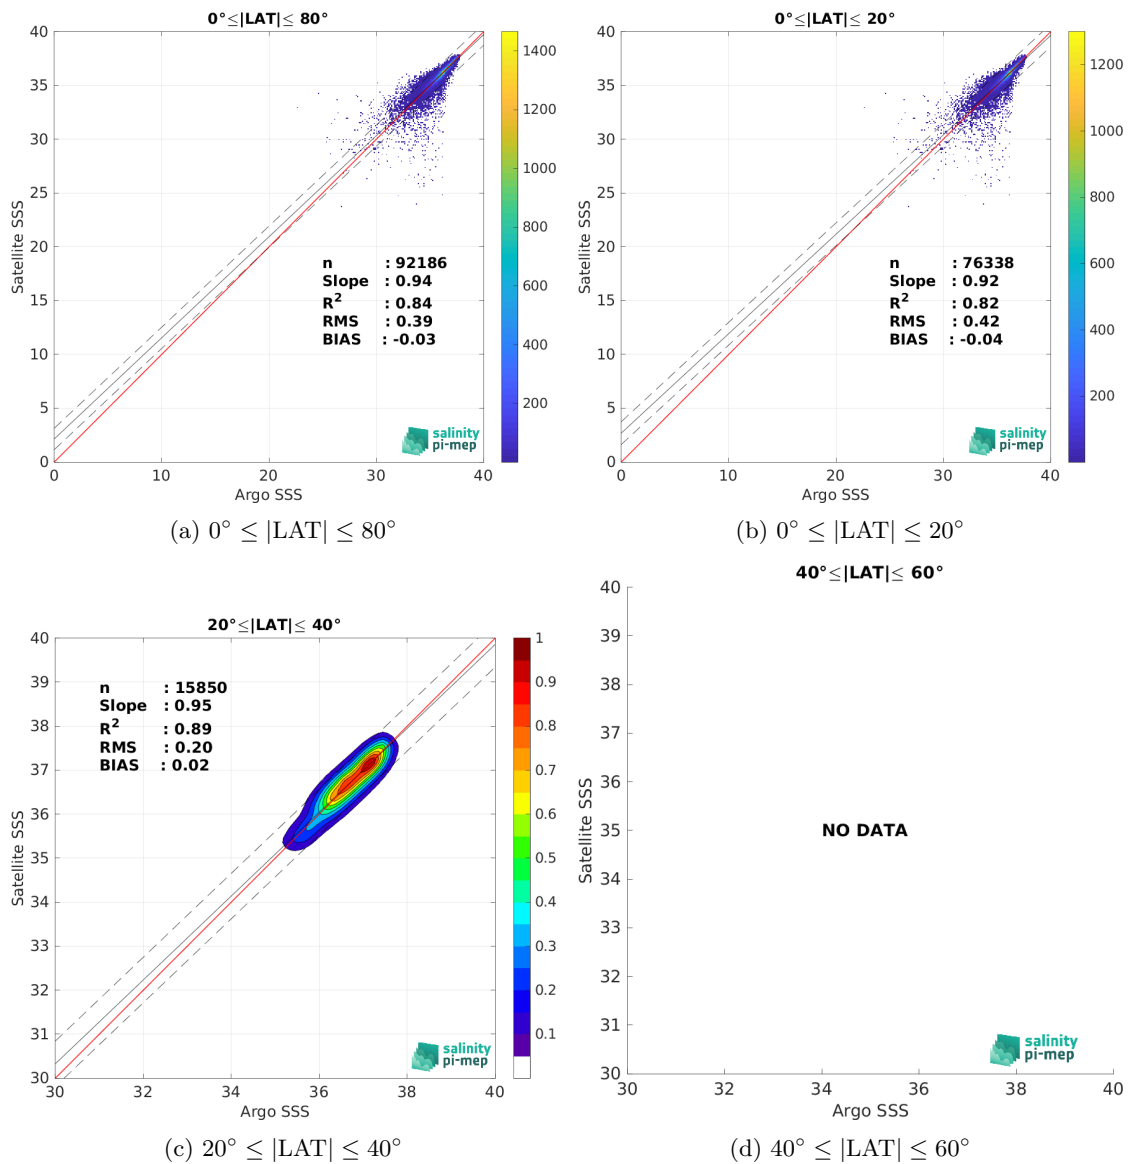 0°≤|LAT|≤ 80°
40
35
30
25
20
15
10
5
0
Satellite SSS
n : 92186
Slope : 0.94
R² : 0.84
RMS : 0.39
BIAS : -0.03
salinity
pi-mep
0 10 20 30 40
Argo SSS
1400
1200
1000
800
600
400
200
(a) 0° ≤ |LAT| ≤ 80°
0°≤|LAT|≤ 20°
40
35
30
25
20
15
10
5
0
Satellite SSS
n : 76338
Slope : 0.92
R² : 0.82
RMS : 0.42
BIAS : -0.04
salinity
pi-mep
0 10 20 30 40
Argo SSS
1200
1000
800
600
400
200
(b) 0° ≤ |LAT| ≤ 20°
20°≤|LAT|≤ 40°
40
39
38
37
36
35
34
33
32
31
30
Satellite SSS
n : 15850
Slope : 0.95
R² : 0.89
RMS : 0.20
BIAS : 0.02
salinity
pi-mep
30 32 34 36 38 40
Argo SSS
1
0.9
0.8
0.7
0.6
0.5
0.4
0.3
0.2
0.1
(c) 20° ≤ |LAT| ≤ 40°
40°≤|LAT|≤ 60°
40
39
38
37
36
35
34
33
32
31
30
Satellite SSS
NO DATA
salinity
pi-mep
30 32 34 36 38 40
Argo SSS
(d) 40° ≤ |LAT| ≤ 60°